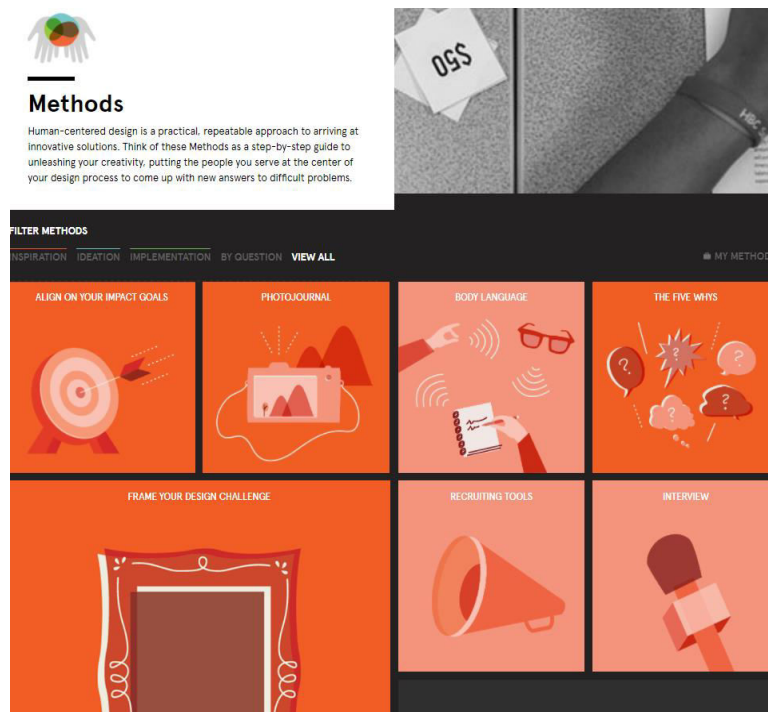 $50
Methods
Human-centered design is a practical, repeatable approach to arriving at
innovative solutions. Think of these Methods as a step-by-step guide to
unleashing your creativity, putting the people you serve at the center of
your design process to come up with new answers to difficult problems.
FILTER METHODS
INSPIRATION IDEATION IMPLEMENTATION BY QUESTION VIEW ALL
MY METHOD
ALIGN ON YOUR IMPACT GOALS
PHOTOJOURNAL
BODY LANGUAGE
THE FIVE WHYS
? ? ? ? ?
FRAME YOUR DESIGN CHALLENGE
RECRUITING TOOLS
INTERVIEW